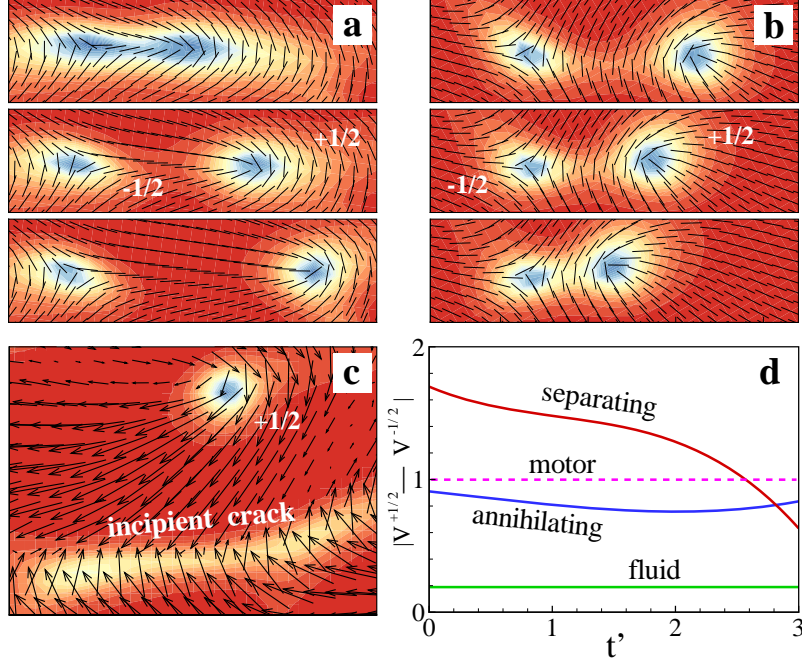 a
b
+1/2
-1/2
+1/2
-1/2
c
+1/2
incipient crack
d
separating
motor
annihilating
fluid
|V+1/2 — V-1/2|
2
1
0
0 1 2 3
t'